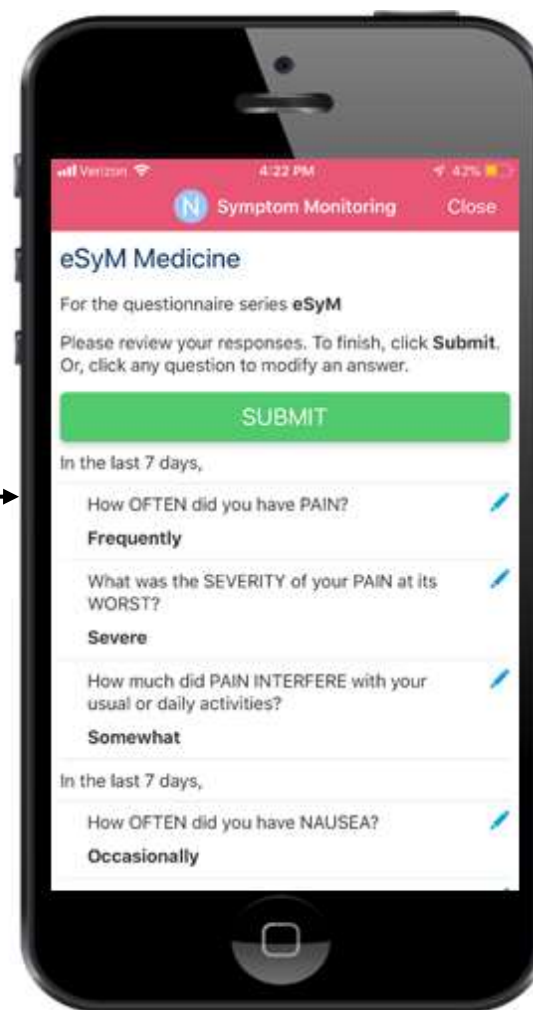 Verizon 4:22 PM 42%
N Symptom Monitoring Close
eSyM Medicine
For the questionnaire series eSyM
Please review your responses. To finish, click Submit.
Or, click any question to modify an answer.
SUBMIT
In the last 7 days,
How OFTEN did you have PAIN?
Frequently
What was the SEVERITY of your PAIN at its
WORST?
Severe
How much did PAIN INTERFERE with your
usual or daily activities?
Somewhat
In the last 7 days,
How OFTEN did you have NAUSEA?
Occasionally